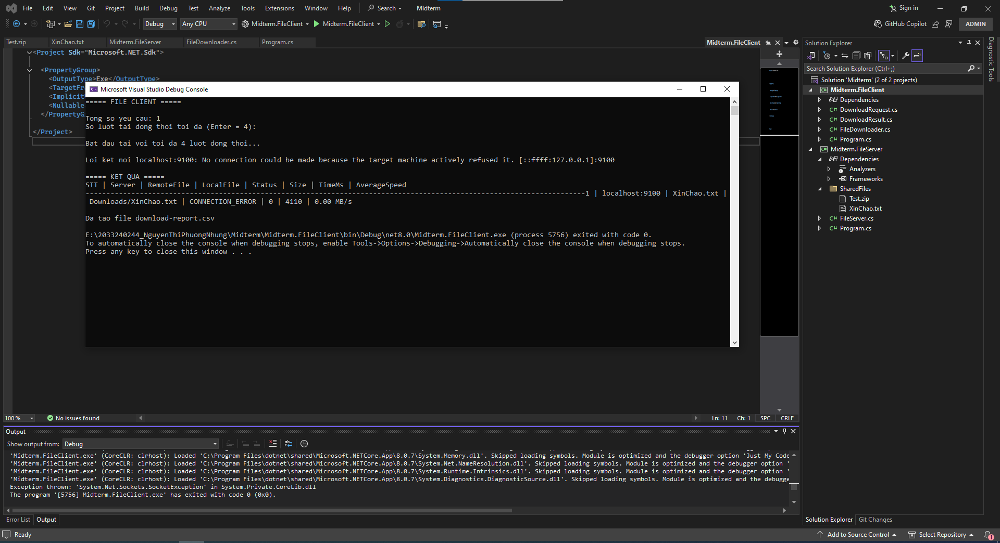 File Edit View Git Project Build Debug Test Analyze Tools Extensions Window Help Search Midterm Sign in
Debug Any CPU Midterm.FileClient Midterm.FileClient GitHub Copilot ADMIN
Test.zip XinChao.txt Midterm.FileServer FileDownloader.cs Program.cs Midterm.FileClient
<Project Sdk="Microsoft.NET.Sdk">
<PropertyGroup>
<OutputType>Exe</OutputType>
<TargetFr
<Implicit
<Nullable
</PropertyG
</Project>
Microsoft Visual Studio Debug Console
===== FILE CLIENT =====
Tong so yeu cau: 1
So luot tai dong thoi toi da (Enter = 4):
Bat dau tai voi toi da 4 luot dong thoi...
Loi ket noi localhost:9100: No connection could be made because the target machine actively refused it. [::ffff:127.0.0.1]:9100
===== KET QUA =====
STT | Server | RemoteFile | LocalFile | Status | Size | TimeMs | AverageSpeed
------------------------------------------------------------------------------------------------------------------------1 | localhost:9100 | XinChao.txt |
Downloads/XinChao.txt | CONNECTION_ERROR | 0 | 4110 | 0.00 MB/s
Da tao file download-report.csv
E:\2033240244_NguyenThiPhuongNhung\Midterm\Midterm.FileClient\bin\Debug\net8.0\Midterm.FileClient.exe (process 5756) exited with code 0.
To automatically close the console when debugging stops, enable Tools->Options->Debugging->Automatically close the console when debugging stops.
Press any key to close this window . . .
100 % No issues found Ln: 11 Ch: 1 SPC CRLF
Output
Show output from: Debug
'Midterm.FileClient.exe' (CoreCLR: clrhost): Loaded 'C:\Program Files\dotnet\shared\Microsoft.NETCore.App\8.0.7\System.Memory.dll'. Skipped loading symbols. Module is optimized and the debugger option 'Just My Code
'Midterm.FileClient.exe' (CoreCLR: clrhost): Loaded 'C:\Program Files\dotnet\shared\Microsoft.NETCore.App\8.0.7\System.Net.NameResolution.dll'. Skipped loading symbols. Module is optimized and the debugger option '
'Midterm.FileClient.exe' (CoreCLR: clrhost): Loaded 'C:\Program Files\dotnet\shared\Microsoft.NETCore.App\8.0.7\System.Runtime.Intrinsics.dll'. Skipped loading symbols. Module is optimized and the debugger option '
'Midterm.FileClient.exe' (CoreCLR: clrhost): Loaded 'C:\Program Files\dotnet\shared\Microsoft.NETCore.App\8.0.7\System.Diagnostics.DiagnosticSource.dll'. Skipped loading symbols. Module is optimized and the debugge
Exception thrown: 'System.Net.Sockets.SocketException' in System.Private.CoreLib.dll
The program '[5756] Midterm.FileClient.exe' has exited with code 0 (0x0).
Error List Output
Solution Explorer
Search Solution Explorer (Ctrl+;)
Solution 'Midterm' (2 of 2 projects)
Midterm.FileClient
Dependencies
C# DownloadRequest.cs
C# DownloadResult.cs
C# FileDownloader.cs
C# Program.cs
Midterm.FileServer
Dependencies
Analyzers
Frameworks
SharedFiles
Test.zip
XinChao.txt
C# FileServer.cs
C# Program.cs
Solution Explorer Git Changes
Diagnostic Tools
Ready Add to Source Control Select Repository 1